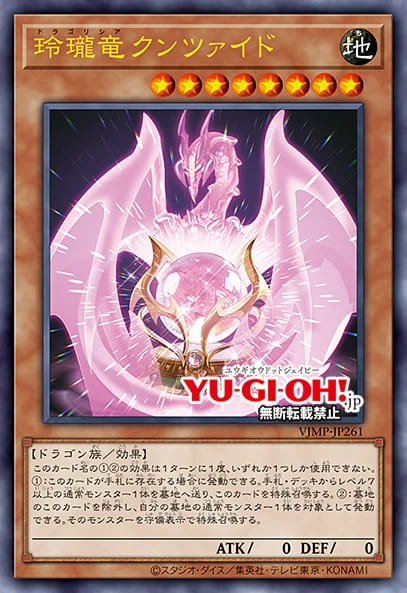 ドラゴリシア
玲瓏竜クンツァイド
ち
地
ユウギオウドットジェイピー
YU-GI-OH!.jp
無断転載禁止
VJMP-JP261
【ドラゴン族/効果】
このカード名の①②の効果は1ターンに1度、いずれか1つしか使用できない。
①:このカードが手札に存在する場合に発動できる。手札・デッキからレベル7
以上の通常モンスター1体を墓地へ送り、このカードを特殊召喚する。②:墓地
のこのカードを除外し、自分の墓地の通常モンスター1体を対象として発動
できる。そのモンスターを守備表示で特殊召喚する。
ATK/ 0 DEF/ 0
©スタジオ・ダイス/集英社・テレビ東京・KONAMI